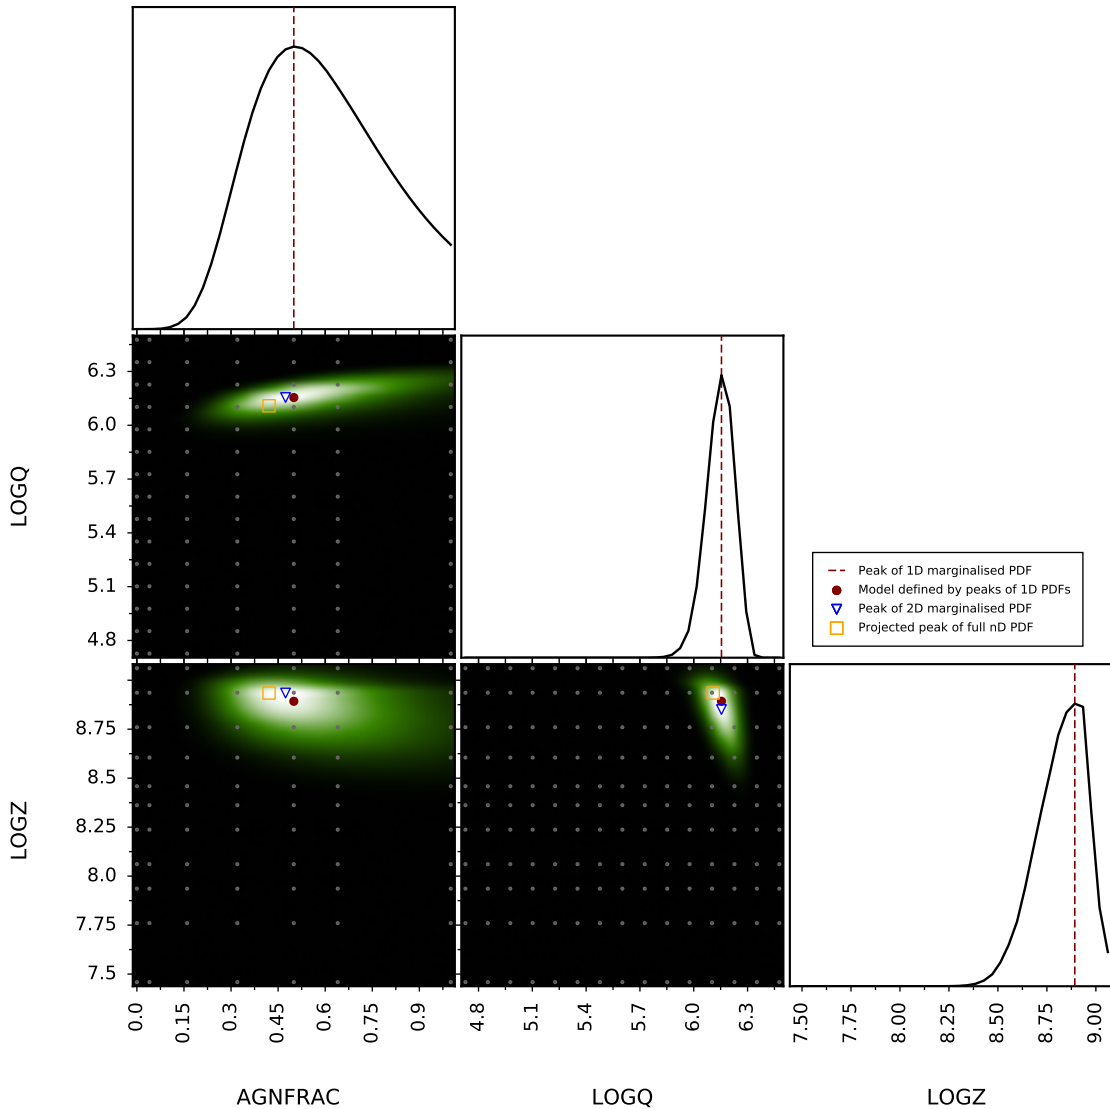 LOGQ
6.3
6.0
5.7
5.4
5.1
4.8
Peak of 1D marginalised PDF
Model defined by peaks of 1D PDFs
Peak of 2D marginalised PDF
Projected peak of full nD PDF
LOGZ
8.75
8.5
8.25
8.0
7.75
7.5
0.0 0.15 0.3 0.45 0.6 0.75 0.9
4.8 5.1 5.4 5.7 6.0 6.3
7.50 7.75 8.00 8.25 8.50 8.75 9.00
AGNFRAC
LOGQ
LOGZ